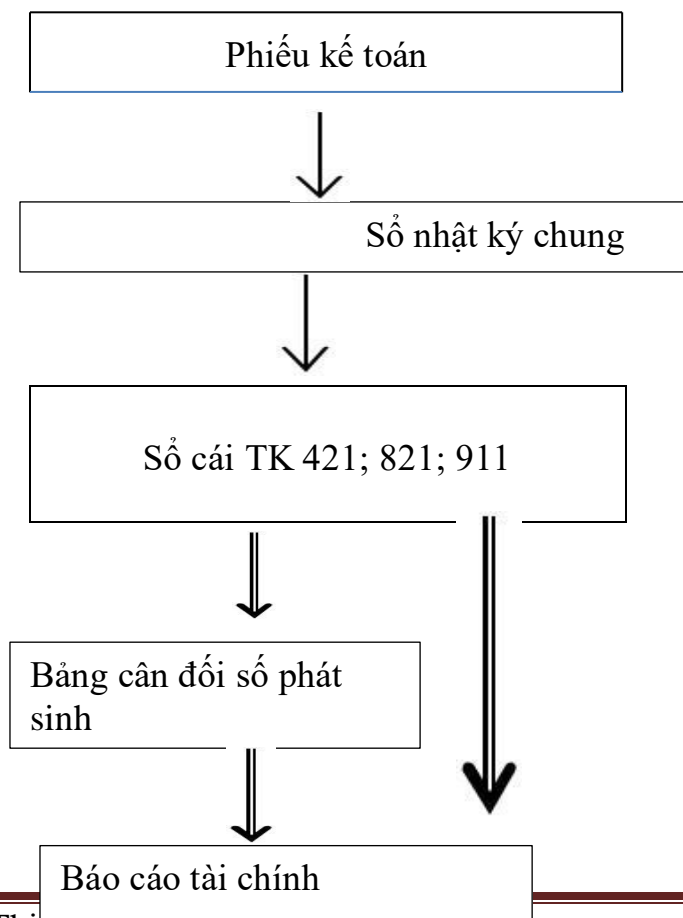 Phiếu kế toán
Sổ nhật ký chung
Sổ cái TK 421; 821; 911
Bảng cân đối số phát
sinh
Báo cáo tài chính